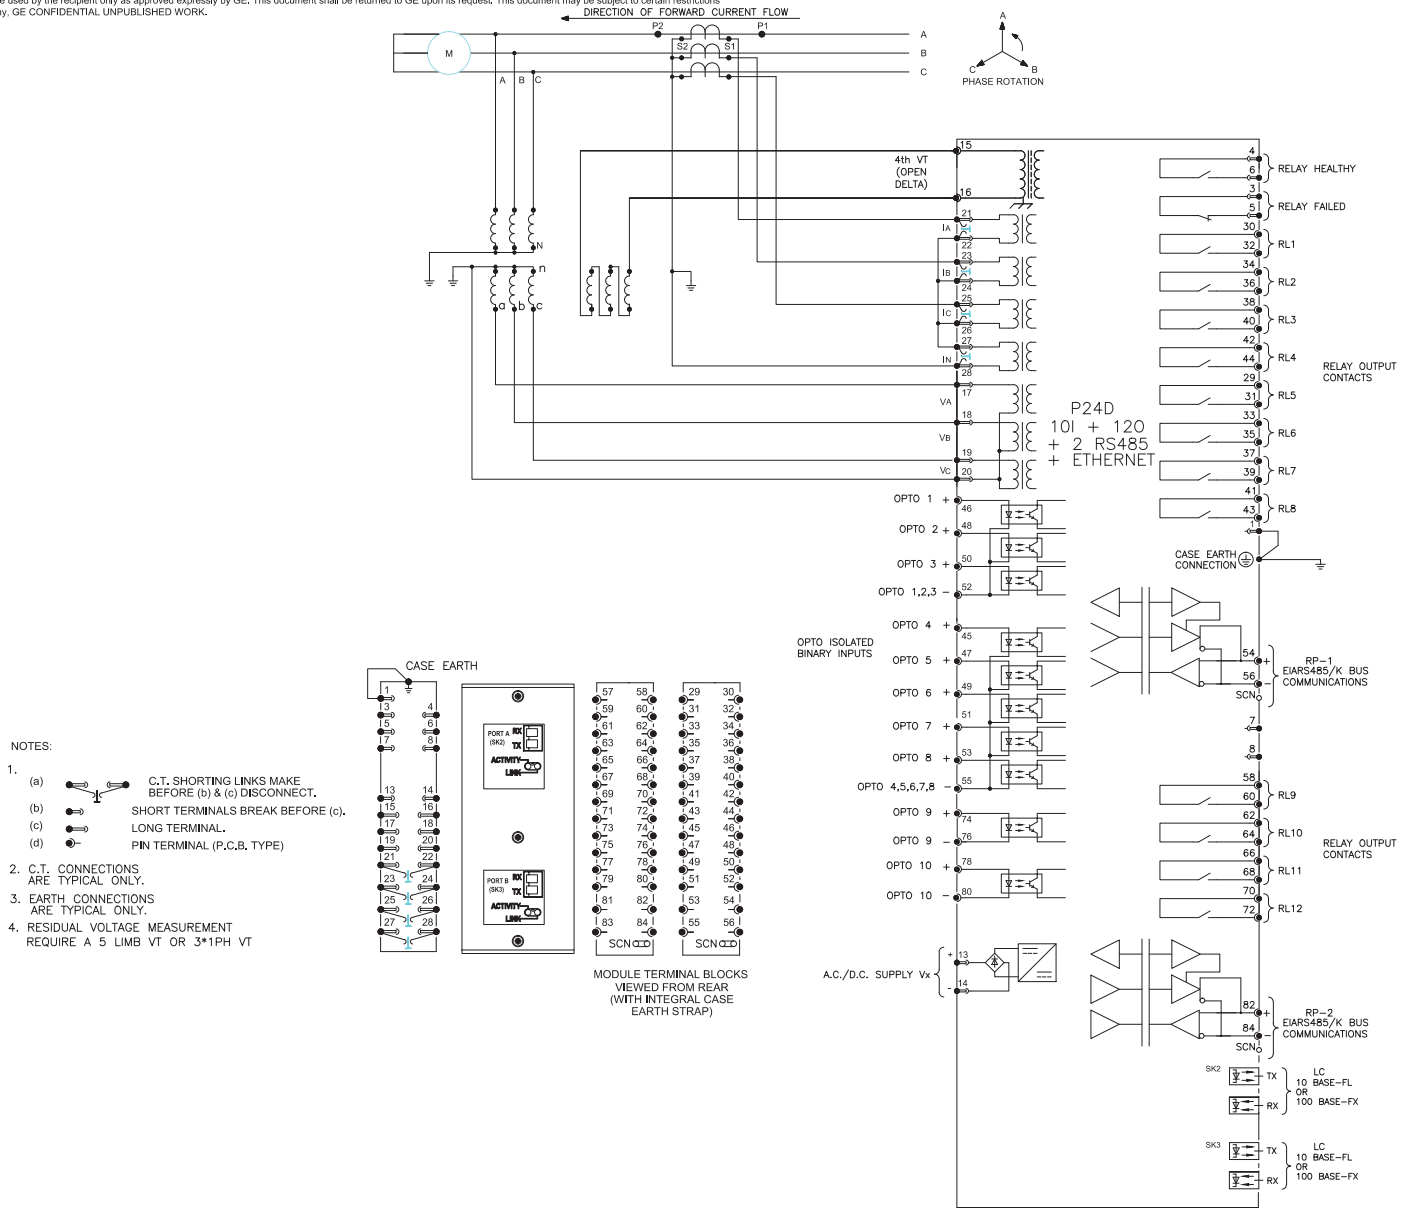 e used by the recipient only as approved expressly by GE. This document shall be returned to GE upon its request. This document may be subject to certain restrictions
ay, GE CONFIDENTIAL UNPUBLISHED WORK.
DIRECTION OF FORWARD CURRENT FLOW
P2
P1
S2
S1
M
A
B
C
A B C
A
C
B
PHASE ROTATION
N
n
a b c
4th VT
(OPEN
DELTA)
15
16
21
IA
22
23
IB
24
25
IC
26
27
IN
28
17
VA
18
VB
19
VC
20
P24D
10I + 12O
+ 2 RS485
+ ETHERNET
4
6
RELAY HEALTHY
3
5
RELAY FAILED
30
32
RL1
34
36
RL2
38
40
RL3
42
44
RL4
29
31
RL5
33
35
RL6
37
39
RL7
41
43
RL8
RELAY OUTPUT
CONTACTS
1
CASE EARTH
CONNECTION
OPTO 1 +
46
OPTO 2 +
48
OPTO 3 +
50
OPTO 1,2,3 −
52
OPTO 4 +
45
OPTO ISOLATED
BINARY INPUTS
OPTO 5 +
47
OPTO 6 +
49
OPTO 7 +
51
OPTO 8 +
53
OPTO 4,5,6,7,8 −
55
OPTO 9 +
74
OPTO 9 −
76
OPTO 10 +
78
OPTO 10 −
80
54
+
56
−
SCN
RP−1
EIARS485/K BUS
COMMUNICATIONS
7
8
58
60
RL9
62
64
RL10
66
68
RL11
70
72
RL12
RELAY OUTPUT
CONTACTS
A.C./D.C. SUPPLY Vx
+ 13
- 14
82
+
84
−
SCN
RP−2
EIARS485/K BUS
COMMUNICATIONS
SK2
TX
RX
LC
10 BASE−FL
OR
100 BASE−FX
SK3
TX
RX
LC
10 BASE−FL
OR
100 BASE−FX
CASE EARTH
1
3 4
5 6
7 8
13 14
15 16
17 18
19 20
21 22
23 24
25 26
27 28
PORT A
(SK2)
RX
TX
ACTIVITY
LINK
PORT B
(SK3)
RX
TX
ACTIVITY
LINK
57 58 29 30
59 60 31 32
61 62 33 34
63 64 35 36
65 66 37 38
67 68 39 40
69 70 41 42
71 72 43 44
73 74 45 46
75 76 47 48
77 78 49 50
79 80 51 52
81 82 53 54
83 84 55 56
SCN SCN
MODULE TERMINAL BLOCKS
VIEWED FROM REAR
(WITH INTEGRAL CASE
EARTH STRAP)
NOTES:
1.
(a) C.T. SHORTING LINKS MAKE
BEFORE (b) & (c) DISCONNECT.
(b) SHORT TERMINALS BREAK BEFORE (c).
(c) LONG TERMINAL.
(d) PIN TERMINAL (P.C.B. TYPE)
2. C.T. CONNECTIONS
ARE TYPICAL ONLY.
3. EARTH CONNECTIONS
ARE TYPICAL ONLY.
4. RESIDUAL VOLTAGE MEASUREMENT
REQUIRE A 5 LIMB VT OR 3*1PH VT